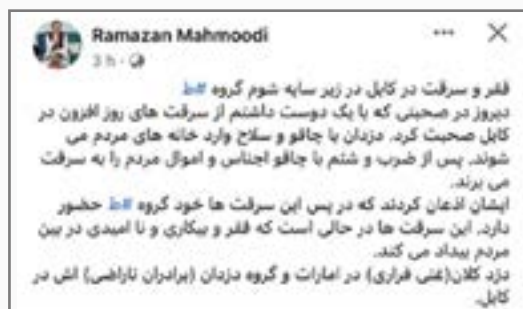 Ramazan Mahmoodi
3 h
فقر و سرقت در کابل در زیر سایه شوم گروه #ط
دیروز در صحبتی که با یک دوست داشتم از سرقت های روز افزون در
کابل صحبت کرد. دزدان با چاقو و سلاح وارد خانه های مردم می
شوند. پس از ضرب و شتم با چاقو اجناس و اموال مردم را به سرقت
می برند.
ایشان اذعان کردند که در پس این سرقت ها خود گروه #ط حضور
دارد. این سرقت ها در حالی است که فقر و بیکاری و نا امیدی در بین
مردم بیداد می کند.
دزد کلان(غنی فراری) در امارات و گروه دزدان (برادران ناراضی) اش در
کابل.